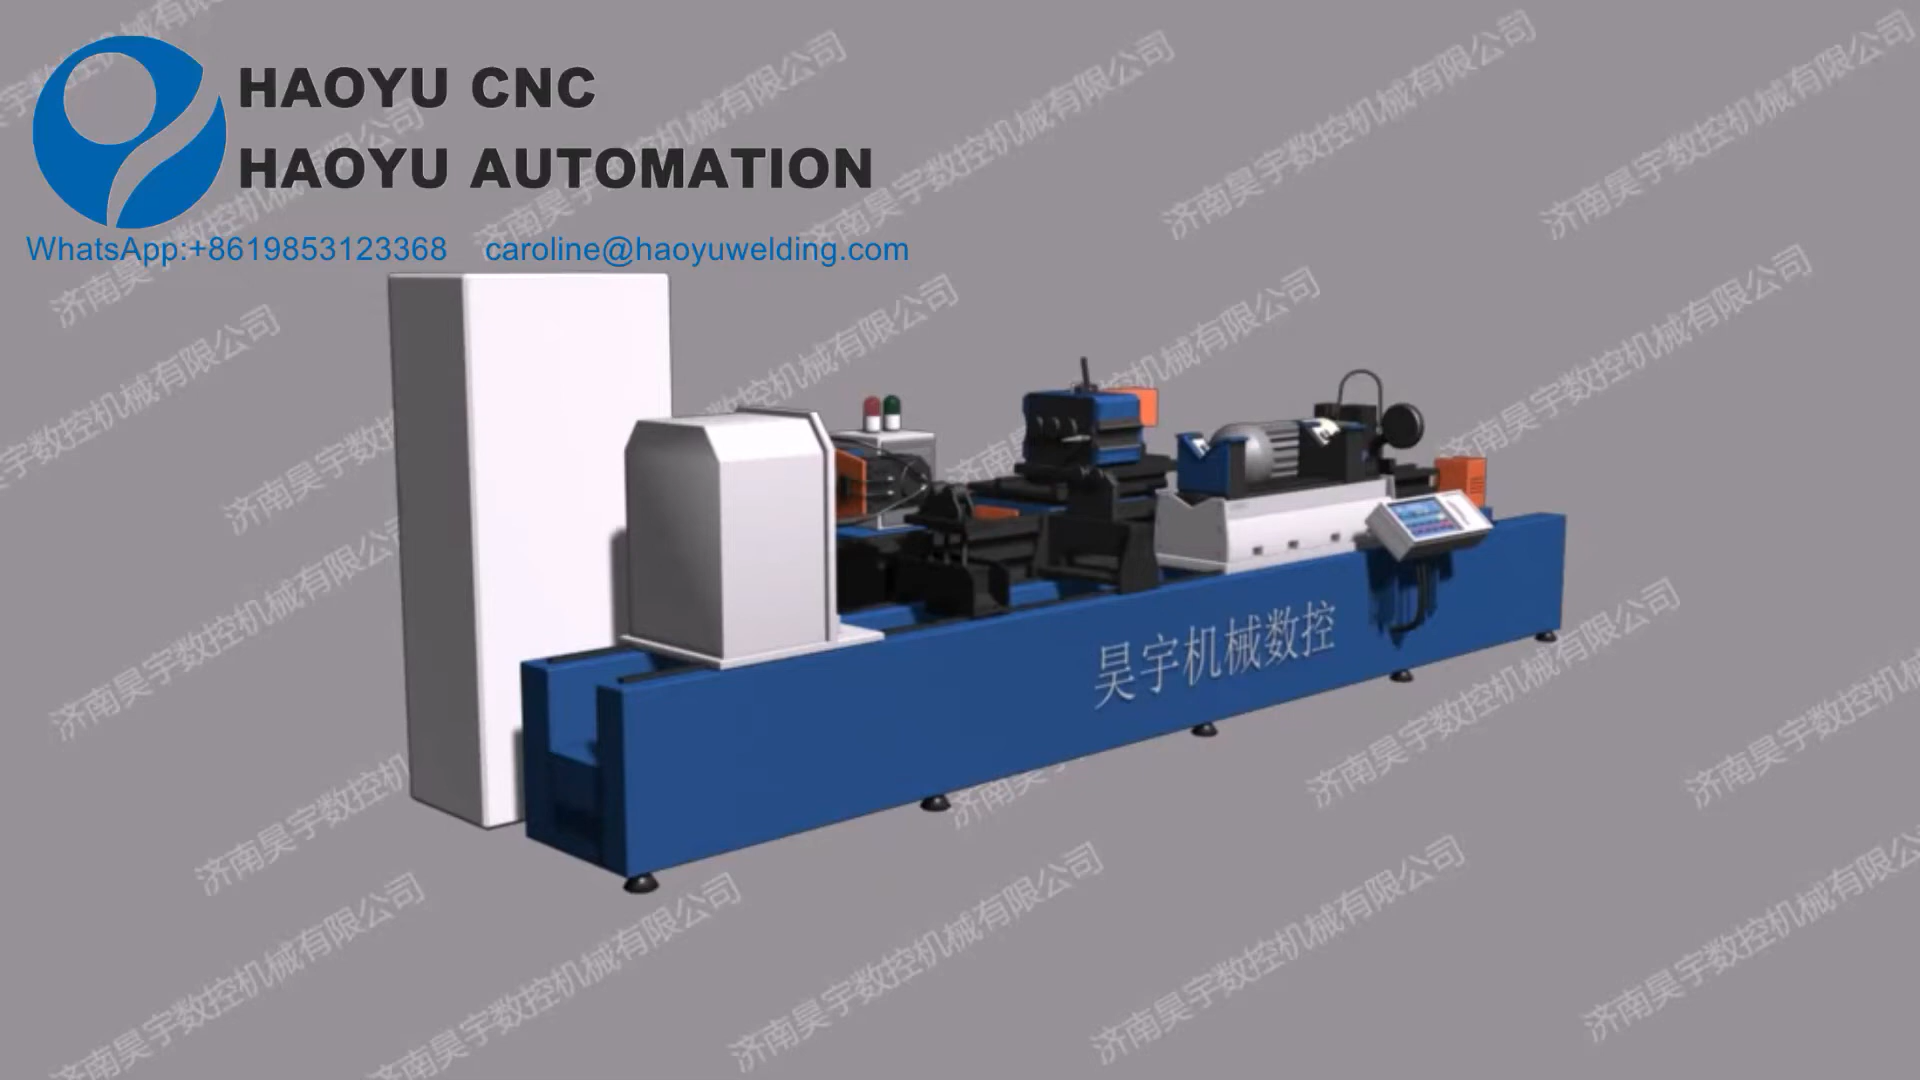 HAOYU CNC
HAOYU AUTOMATION
WhatsApp:+8619853123368 caroline@haoyuwelding.com
昊宇机械数控
济南昊宇数控机械有限公司